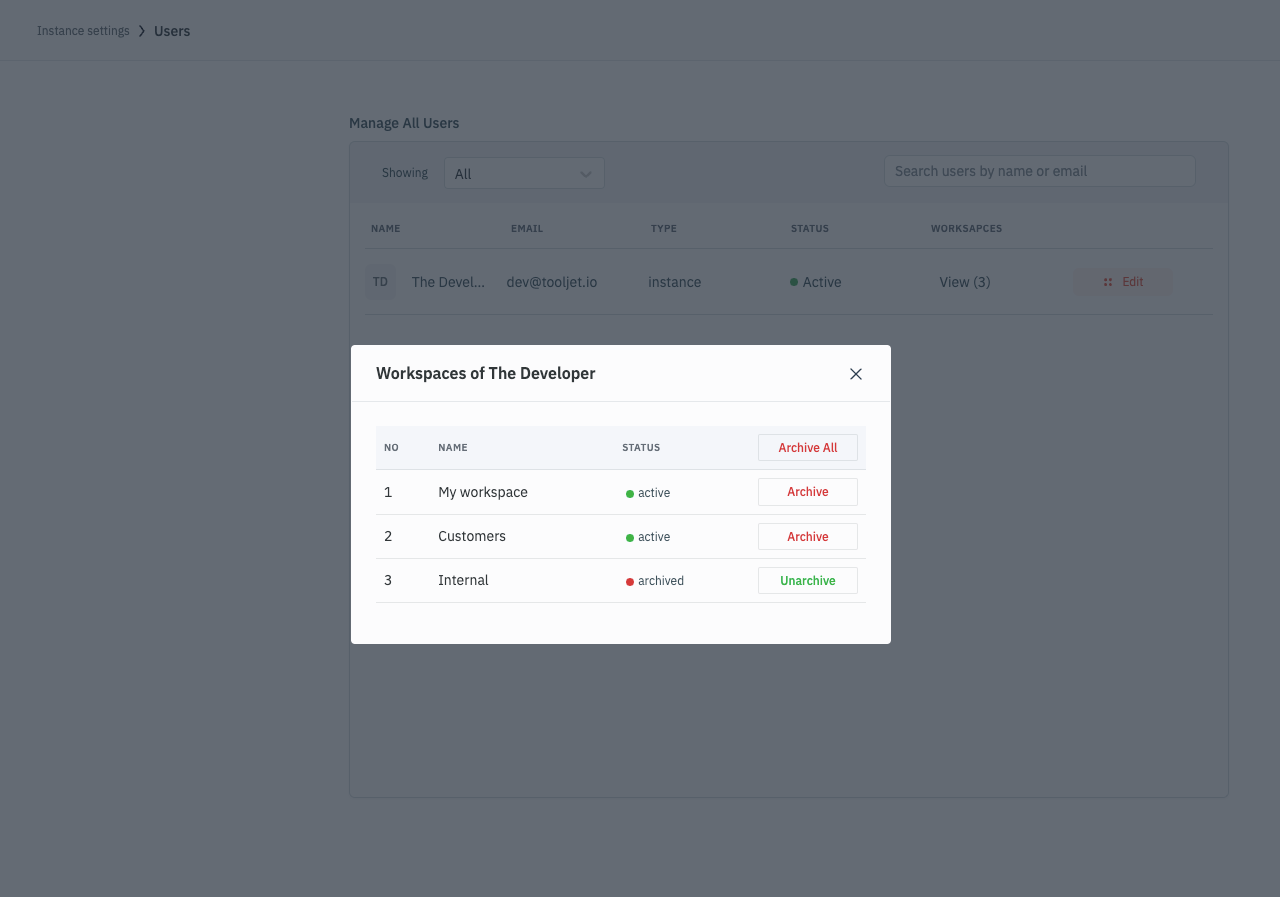 Instance settings Users
Manage All Users
Showing All Search users by name or email
NAME EMAIL TYPE STATUS WORKSAPCES
TD The Devel... dev@tooljet.io instance Active View (3) Edit
Workspaces of The Developer
NO NAME STATUS Archive All
1 My workspace active Archive
2 Customers active Archive
3 Internal archived Unarchive